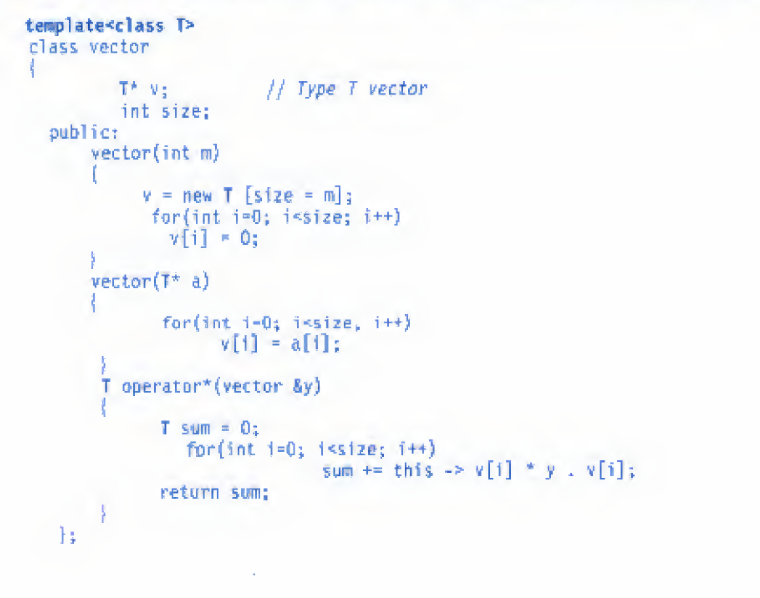 template<class T>
class vector
{
T* v; // Type T vector
int size;
public:
vector(int m)
{
v = new T [size = m];
for(int i=0; i<size; i++)
v[i] = 0;
}
vector(T* a)
{
for(int i=0; i<size, i++)
v[i] = a[i];
}
T operator*(vector &y)
{
T sum = 0;
for(int i=0; i<size; i++)
sum += this -> v[i] * y . v[i];
return sum;
}
};